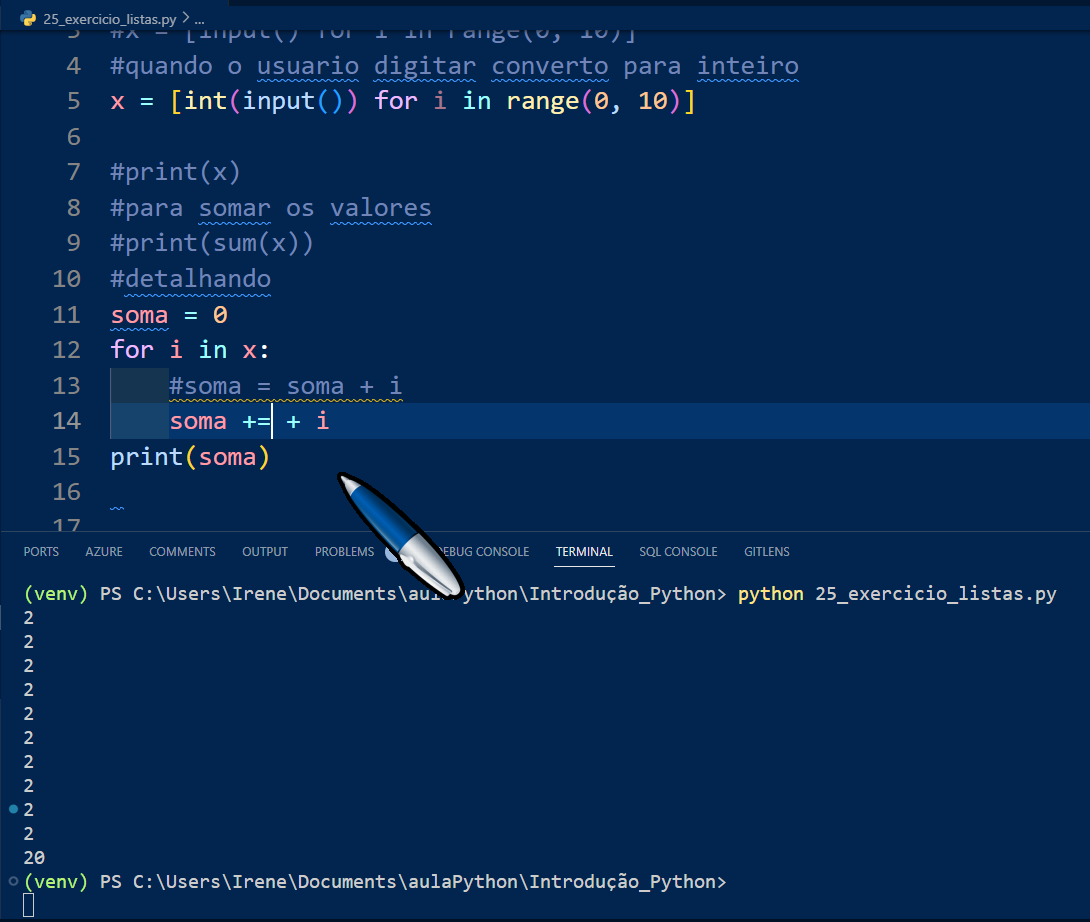 25_exercicio_listas.py > ...
3 #x = [input() for i in range(0, 10)]
4 #quando o usuario digitar converto para inteiro
5 x = [int(input()) for i in range(0, 10)]
6
7 #print(x)
8 #para somar os valores
9 #print(sum(x))
10 #detalhando
11 soma = 0
12 for i in x:
13     #soma = soma + i
14     soma += + i
15 print(soma)
16
17
PORTS AZURE COMMENTS OUTPUT PROBLEMS DEBUG CONSOLE TERMINAL SQL CONSOLE GITLENS
(venv) PS C:\Users\Irene\Documents\aulaPython\Introdução_Python> python 25_exercicio_listas.py
2
2
2
2
2
2
2
2
2
2
20
(venv) PS C:\Users\Irene\Documents\aulaPython\Introdução_Python>